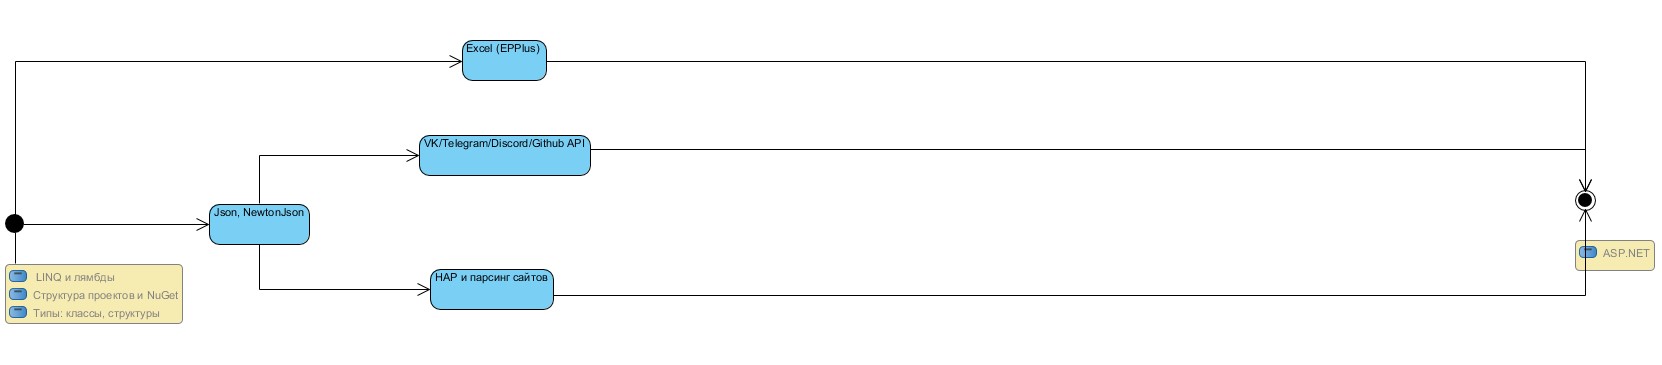 Excel (EPPlus)
VK/Telegram/Discord/Github API
Json, NewtonJson
HAP и парсинг сайтов
LINQ и лямбды
Структура проектов и NuGet
Типы: классы, структуры
ASP.NET